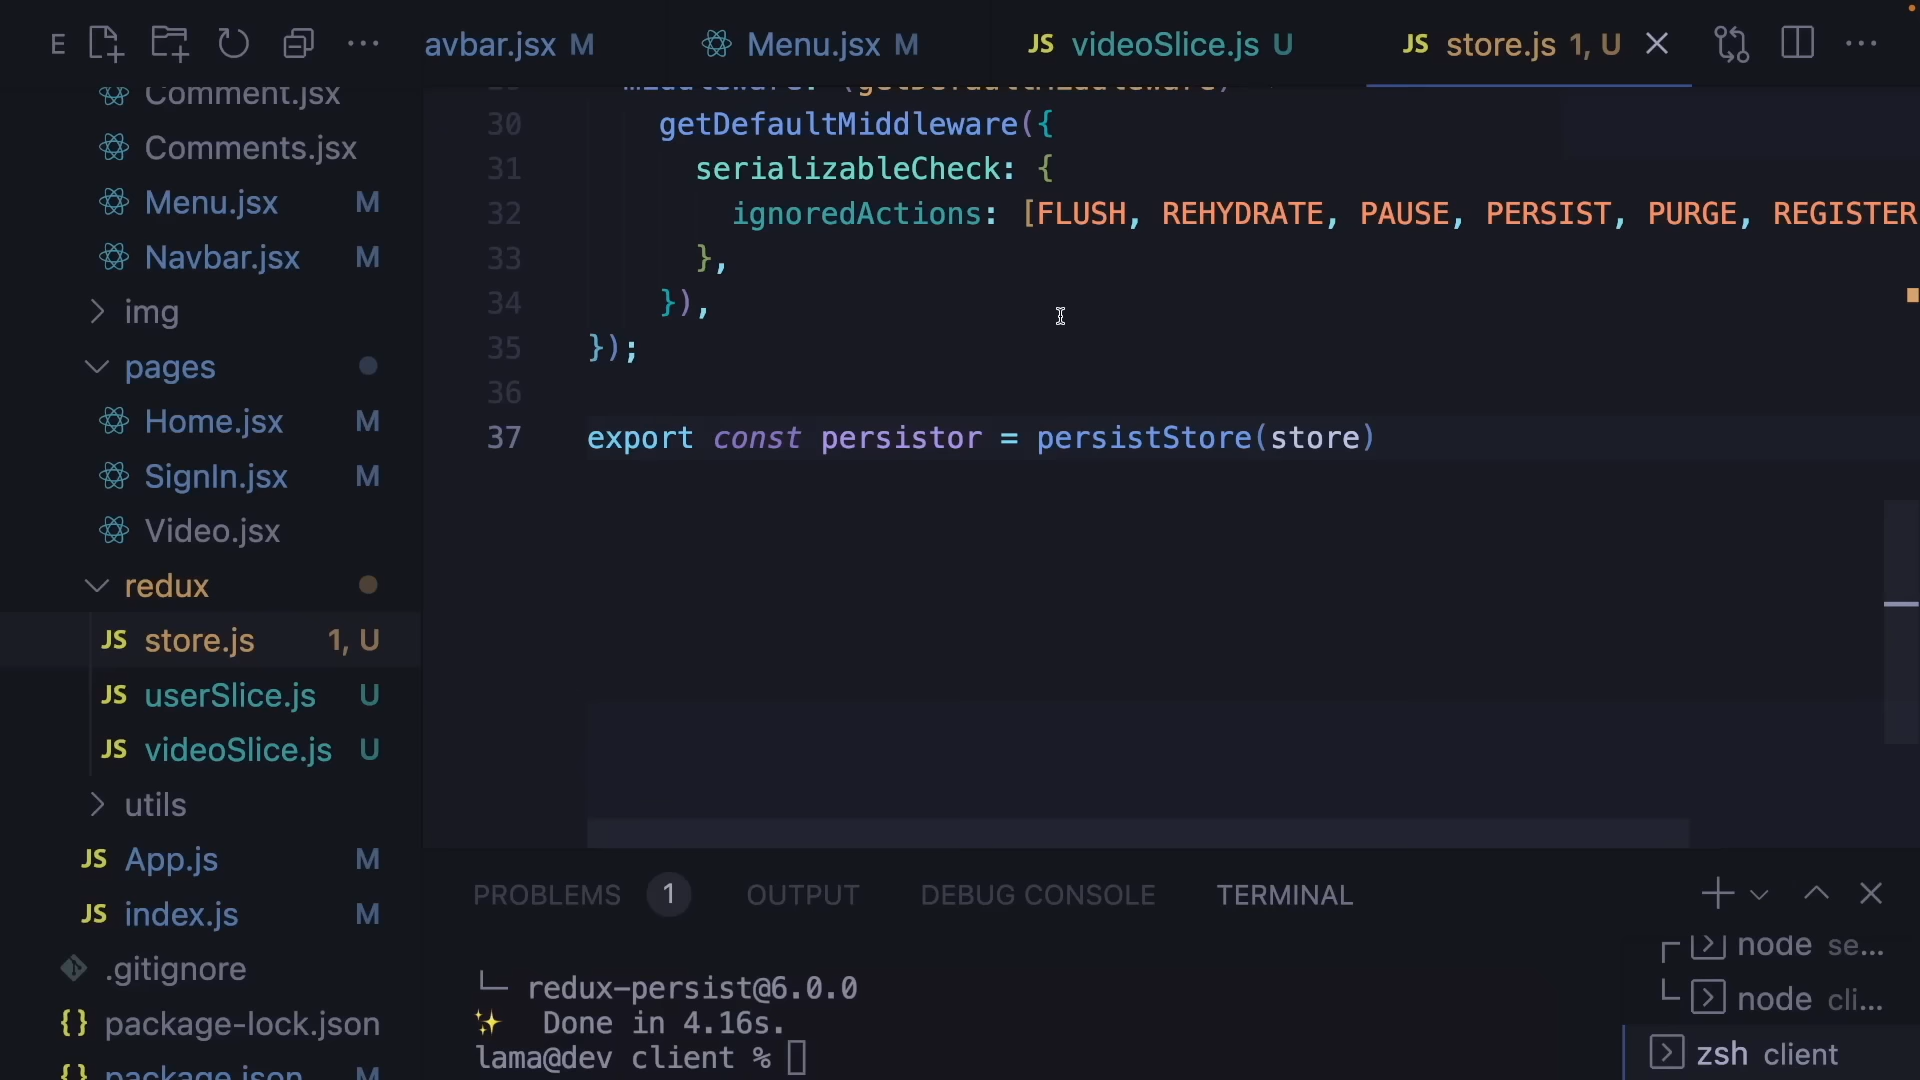 E
avbar.jsx M
Menu.jsx M
JS videoSlice.js U
JS store.js 1, U
Comment.jsx
Comments.jsx
Menu.jsx M
Navbar.jsx M
img
pages
Home.jsx M
SignIn.jsx M
Video.jsx
redux
JS store.js 1, U
JS userSlice.js U
JS videoSlice.js U
utils
JS App.js M
JS index.js M
.gitignore
{} package-lock.json
{} package.json M
middleware: (getDefaultMiddleware)
30 getDefaultMiddleware({
31 serializableCheck: {
32 ignoredActions: [FLUSH, REHYDRATE, PAUSE, PERSIST, PURGE, REGISTER
33 },
34 }),
35 });
36
37 export const persistor = persistStore(store)
PROBLEMS 1 OUTPUT DEBUG CONSOLE TERMINAL
└─ redux-persist@6.0.0
✨ Done in 4.16s.
lama@dev client %
node se...
node cli...
zsh client